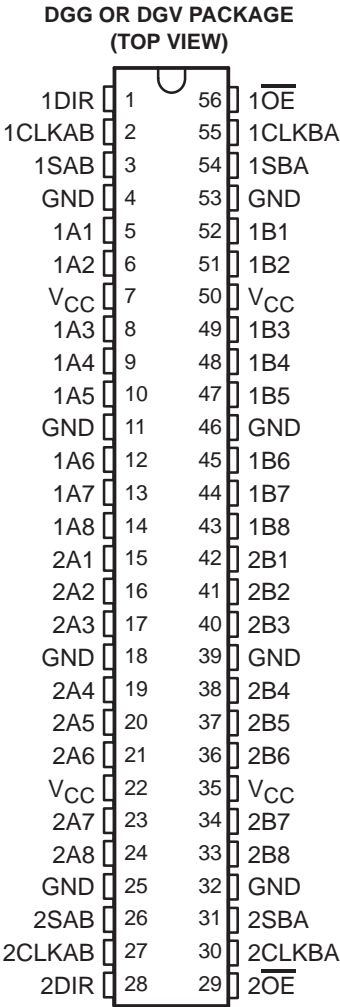 DGG OR DGV PACKAGE
(TOP VIEW)
1DIR 1 56 1O̅E̅
1CLKAB 2 55 1CLKBA
1SAB 3 54 1SBA
GND 4 53 GND
1A1 5 52 1B1
1A2 6 51 1B2
VCC 7 50 VCC
1A3 8 49 1B3
1A4 9 48 1B4
1A5 10 47 1B5
GND 11 46 GND
1A6 12 45 1B6
1A7 13 44 1B7
1A8 14 43 1B8
2A1 15 42 2B1
2A2 16 41 2B2
2A3 17 40 2B3
GND 18 39 GND
2A4 19 38 2B4
2A5 20 37 2B5
2A6 21 36 2B6
VCC 22 35 VCC
2A7 23 34 2B7
2A8 24 33 2B8
GND 25 32 GND
2SAB 26 31 2SBA
2CLKAB 27 30 2CLKBA
2DIR 28 29 2O̅E̅